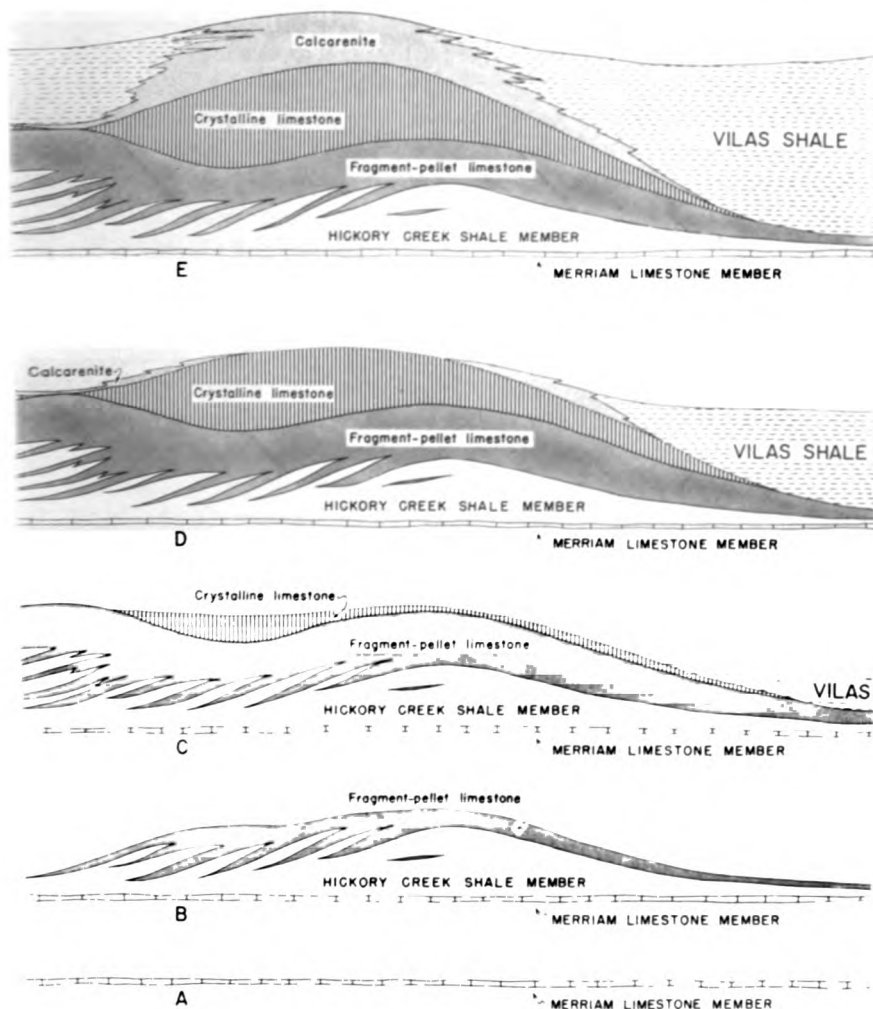 Calcarenite
Crystalline limestone
VILAS SHALE
Fragment-pellet limestone
HICKORY CREEK SHALE MEMBER
E
MERRIAM LIMESTONE MEMBER
Calcarenite
Crystalline limestone
Fragment-pellet limestone
VILAS SHALE
HICKORY CREEK SHALE MEMBER
D
MERRIAM LIMESTONE MEMBER
Crystalline limestone
Fragment-pellet limestone
VILAS
HICKORY CREEK SHALE MEMBER
C
MERRIAM LIMESTONE MEMBER
Fragment-pellet limestone
HICKORY CREEK SHALE MEMBER
B
MERRIAM LIMESTONE MEMBER
A
MERRIAM LIMESTONE MEMBER